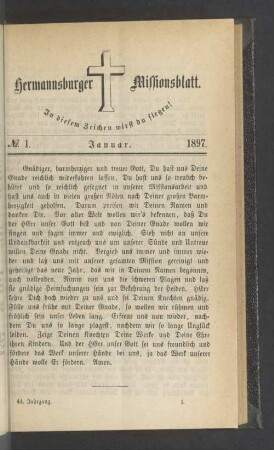 Hermannsburger Missionsblatt.
In diesem Zeichen wirst du siegen!
№ 1. Januar. 1897.
Gnädiger, barmherziger und treuer Gott, Du hast uns Deine
Gnade reichlich widerfahren lassen, Du hast uns so treulich be-
hütet und so reichlich gesegnet in unserer Missionsarbeit und
hast uns auch in vielen großen Nöten nach Deiner großen Barm-
herzigkeit geholfen. Darum preisen wir Deinen Namen und
danken Dir. Vor aller Welt wollen wir's bekennen, daß Du
der HErr unser Gott bist und von Deiner Gnade wollen wir
singen und sagen immer und ewiglich. Sieh nicht an unsere
Undankbarkeit und entzeuch uns um unserer Sünde und Untreue
willen Deine Gnade nicht. Vergieb uns immer und immer wie-
der und laß uns mit unserer gesamten Mission gereinigt und
geheiligt das neue Jahr, das wir in Deinem Namen begonnen,
auch vollenden. Nimm von uns die schweren Plagen und laß
sie gnädige Heimsuchungen sein zur Bekehrung der Heiden. HErr
kehre Dich doch wieder zu uns und sei Deinen Knechten gnädig.
Fülle uns frühe mit Deiner Gnade, so wollen wir rühmen und
fröhlich sein unser Leben lang. Erfreue uns nun wieder, nach-
dem Du uns so lange plagest, nachdem wir so lange Unglück
leiden. Zeige Deinen Knechten Deine Werke und Deine Ehre
ihren Kindern. Und der HErr unser Gott sei uns freundlich und
fördere das Werk unserer Hände bei uns, ja das Werk unserer
Hände wolle Er fördern. Amen.
44. Jahrgang. 1.